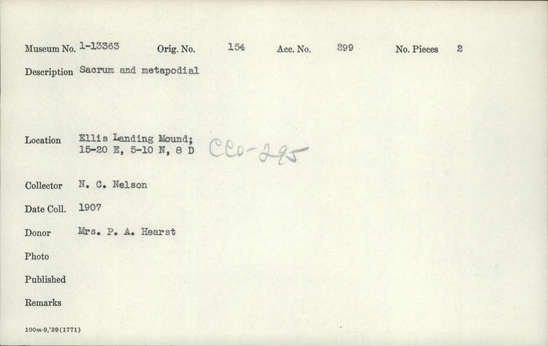 Museum No. 1-13363 Orig. No. 154 Acc. No. 299 No. Pieces 2
Description Sacrum and metapodial
Location Ellis Landing Mound;
15-20 E, 5-10 N, 8 D CCo-295
Collector N. C. Nelson
Date Coll. 1907
Donor Mrs. P. A. Hearst
Photo
Published
Remarks
100m-9,'39(1771)